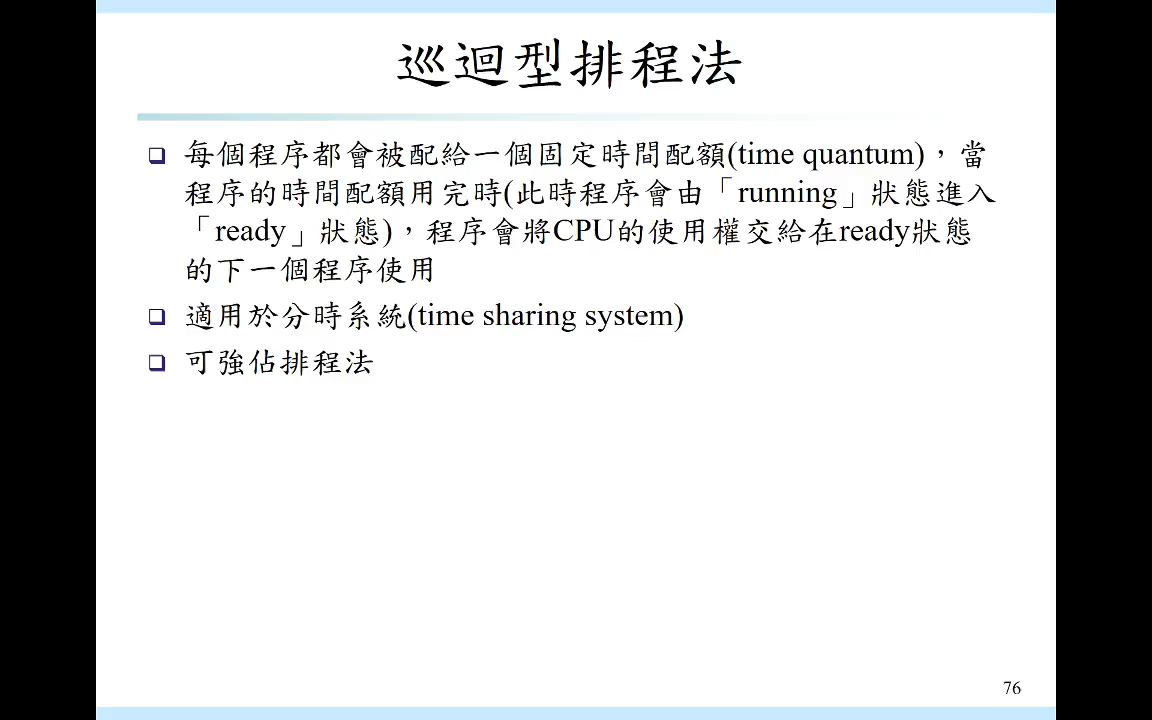 巡迴型排程法
每個程序都會被配給一個固定時間配額(time quantum)，當
程序的時間配額用完時(此時程序會由「running」狀態進入
「ready」狀態)，程序會將CPU的使用權交給在ready狀態
的下一個程序使用
適用於分時系統(time sharing system)
可強佔排程法
76